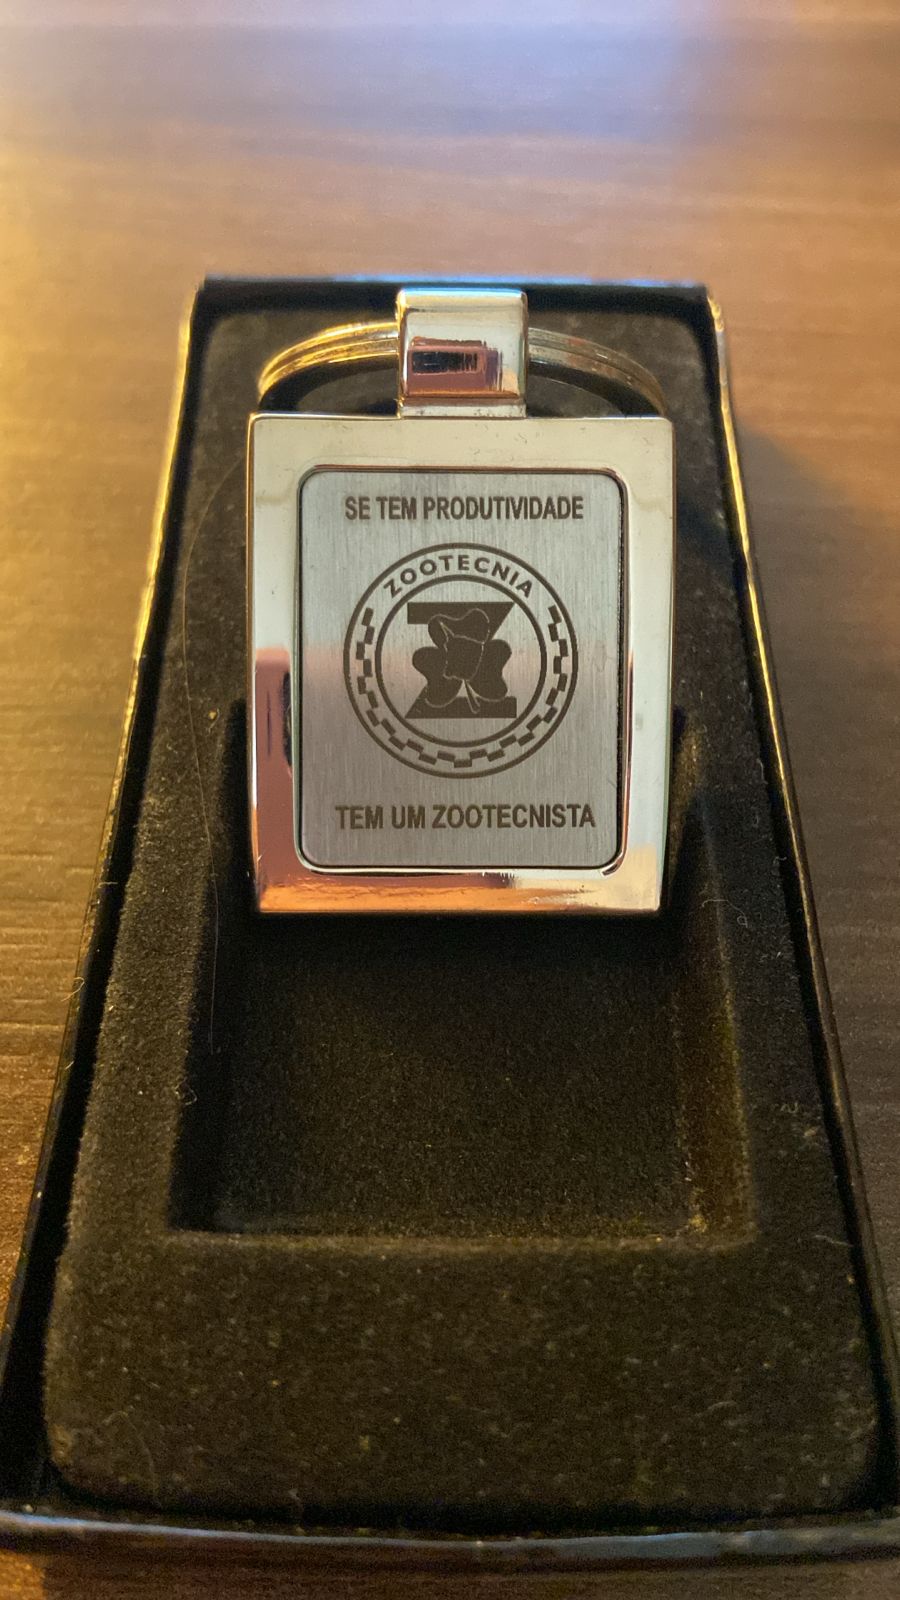 SE TEM PRODUTIVIDADE
ZOOTECNIA
Z
TEM UM ZOOTECNISTA